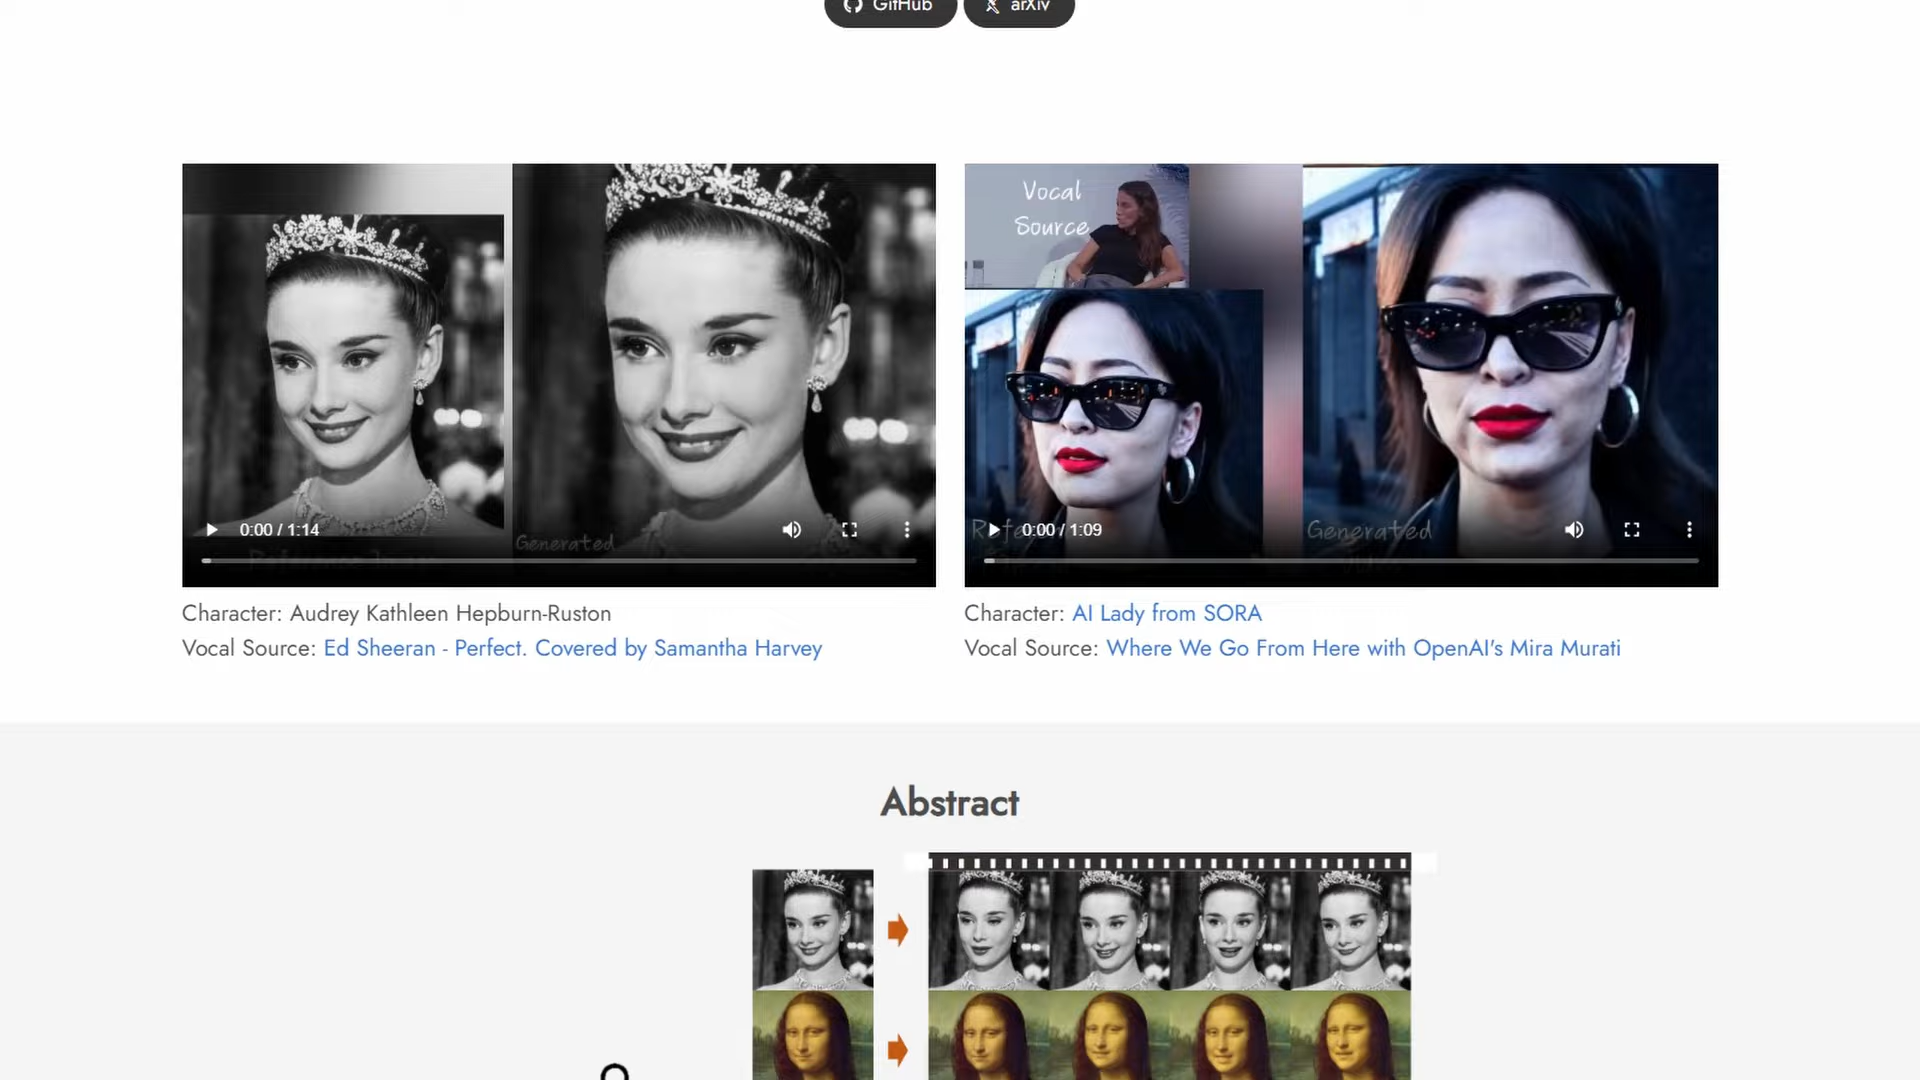 GitHub
arXiv
Vocal
Source
0:00 / 1:14
Generated
0:00 / 1:09
Generated
Character: Audrey Kathleen Hepburn-Ruston
Vocal Source: Ed Sheeran - Perfect. Covered by Samantha Harvey
Character: AI Lady from SORA
Vocal Source: Where We Go From Here with OpenAI's Mira Murati
Abstract